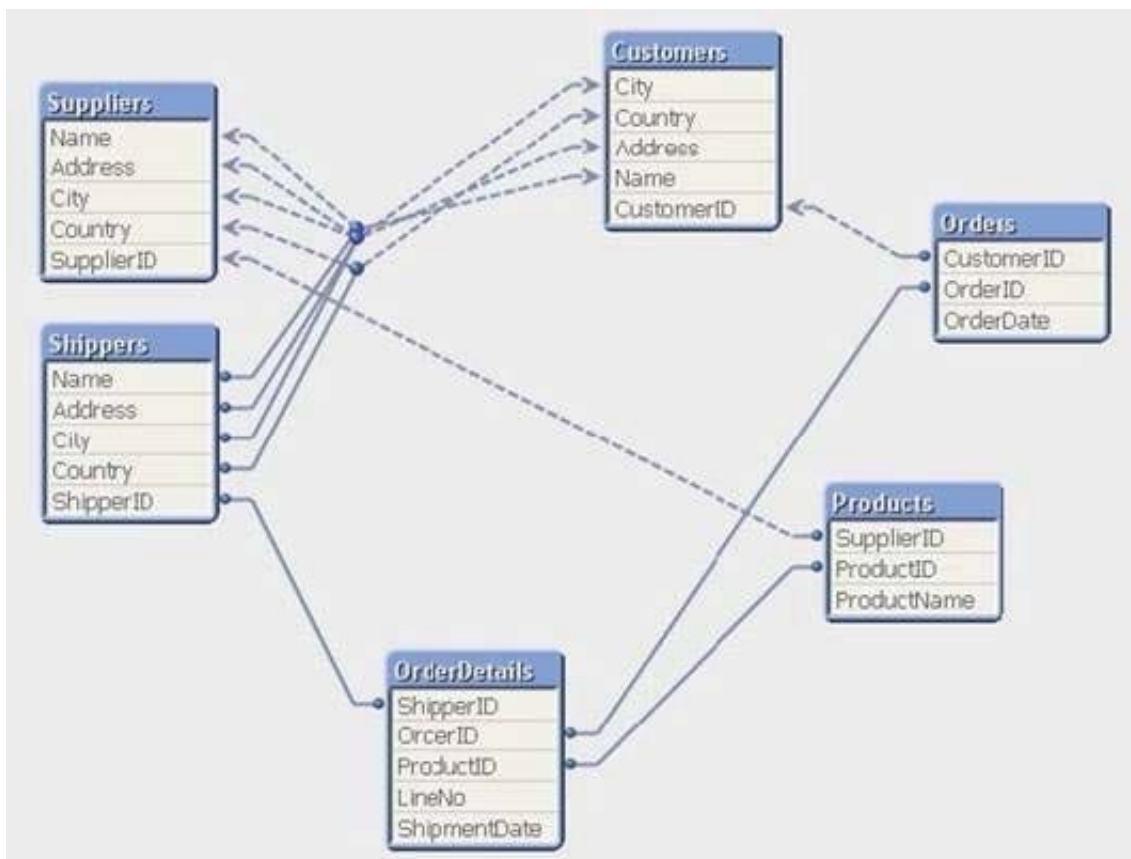 Customers
City
Country
Address
Name
CustomerID
Suppliers
Name
Address
City
Country
SupplierID
Orders
CustomerID
OrderID
OrderDate
Shippers
Name
Address
City
Country
ShipperID
Products
SupplierID
ProductID
ProductName
OrderDetails
ShipperID
OrcerID
ProductID
LineNo
ShipmentDate